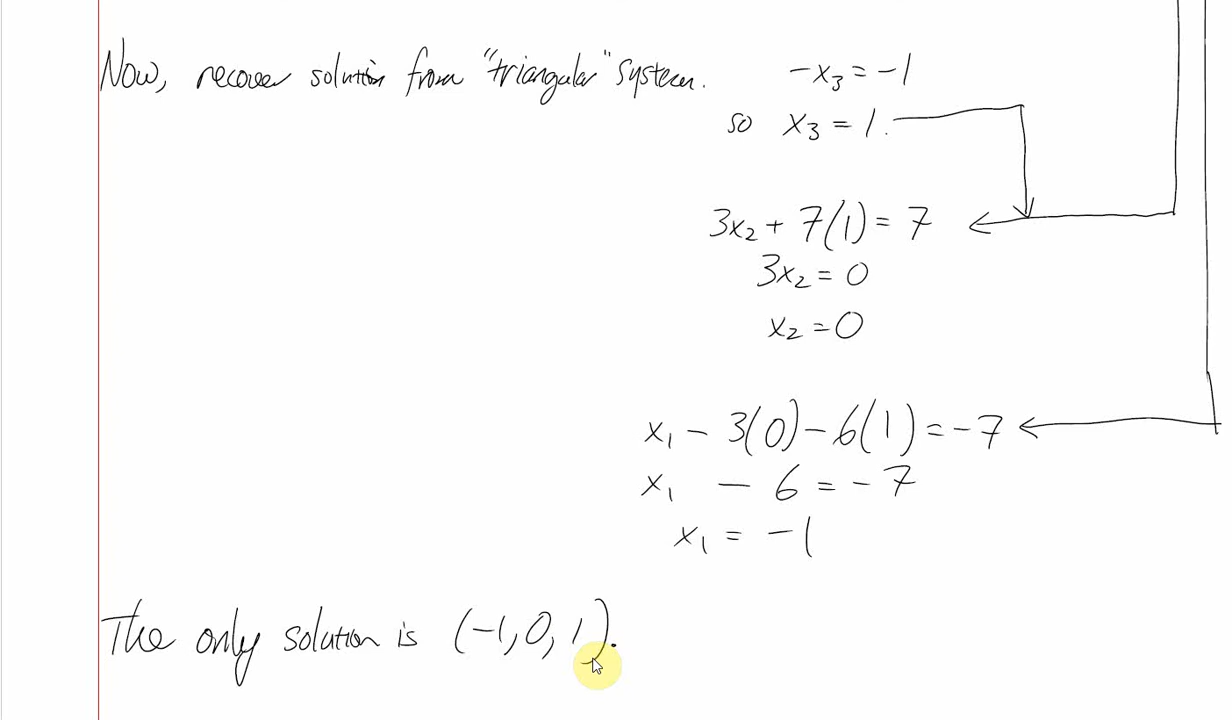 Now, recover solution from "triangular" system.
-x₃ = -1
so x₃ = 1.
3x₂ + 7(1) = 7
3x₂ = 0
x₂ = 0
x₁ - 3(0) - 6(1) = -7
x₁ - 6 = -7
x₁ = -1
The only solution is (-1, 0, 1).